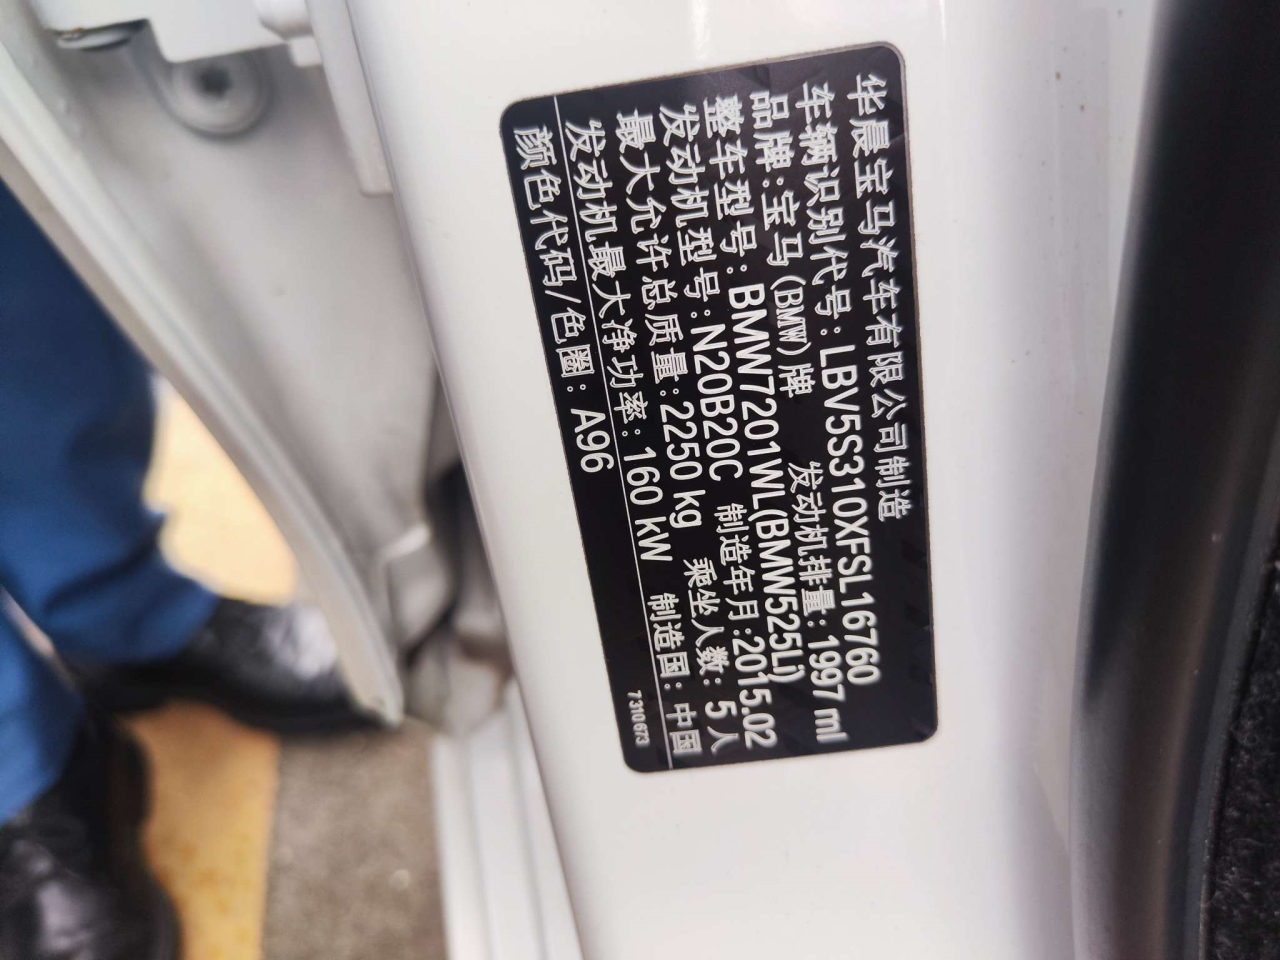 华晨宝马汽车有限公司制造
车辆识别代号:LBV5S310XFSL16760
品牌:宝马(BMW)牌 发动机排量:1997 ml
整车型号:BMW7201WL(BMW525Li)
发动机型号:N20B20C 制造年月:2015.02
最大允许总质量:2250 kg 乘坐人数: 5 人
发动机最大净功率: 160 kW 制造国: 中国
颜色代码/色圈: A96 7 310 673